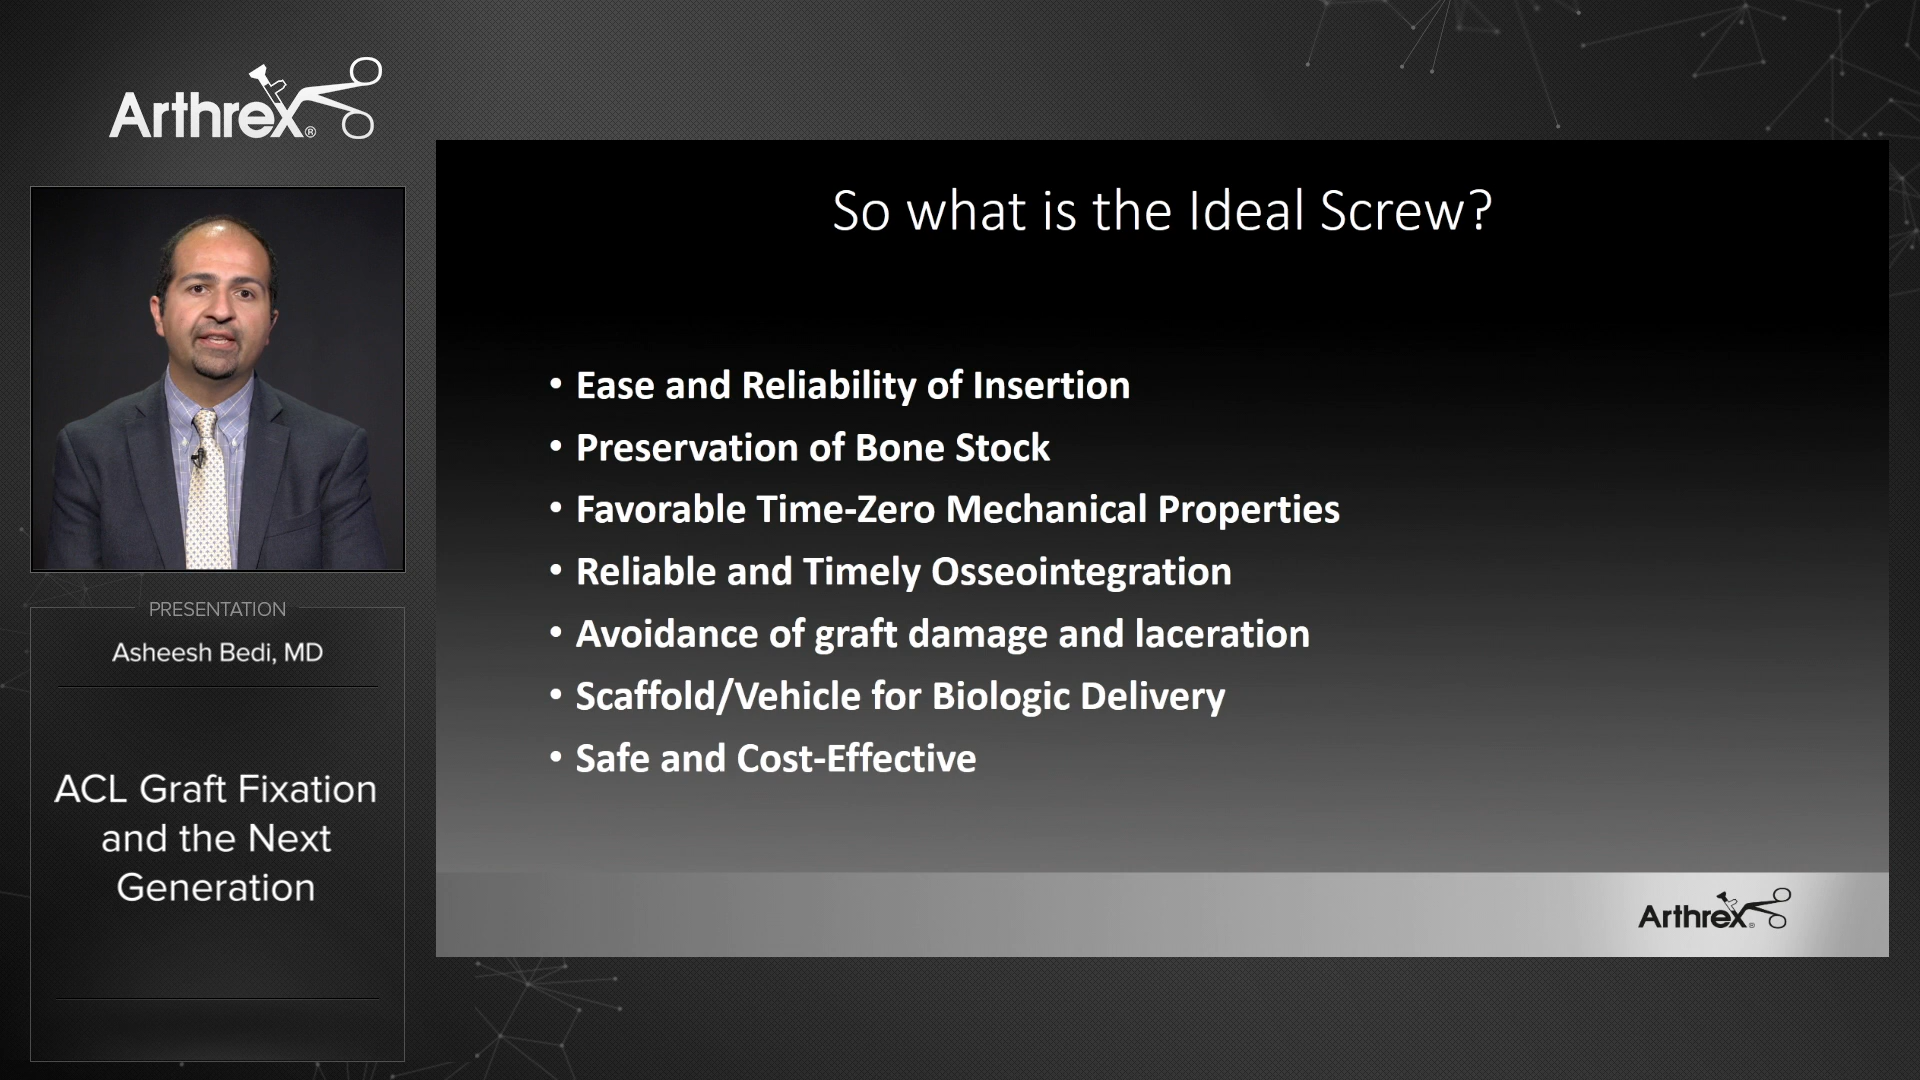 Arthrex®
So what is the Ideal Screw?
• Ease and Reliability of Insertion
• Preservation of Bone Stock
• Favorable Time-Zero Mechanical Properties
• Reliable and Timely Osseointegration
• Avoidance of graft damage and laceration
• Scaffold/Vehicle for Biologic Delivery
• Safe and Cost-Effective
Arthrex®
PRESENTATION
Asheesh Bedi, MD
ACL Graft Fixation
and the Next
Generation